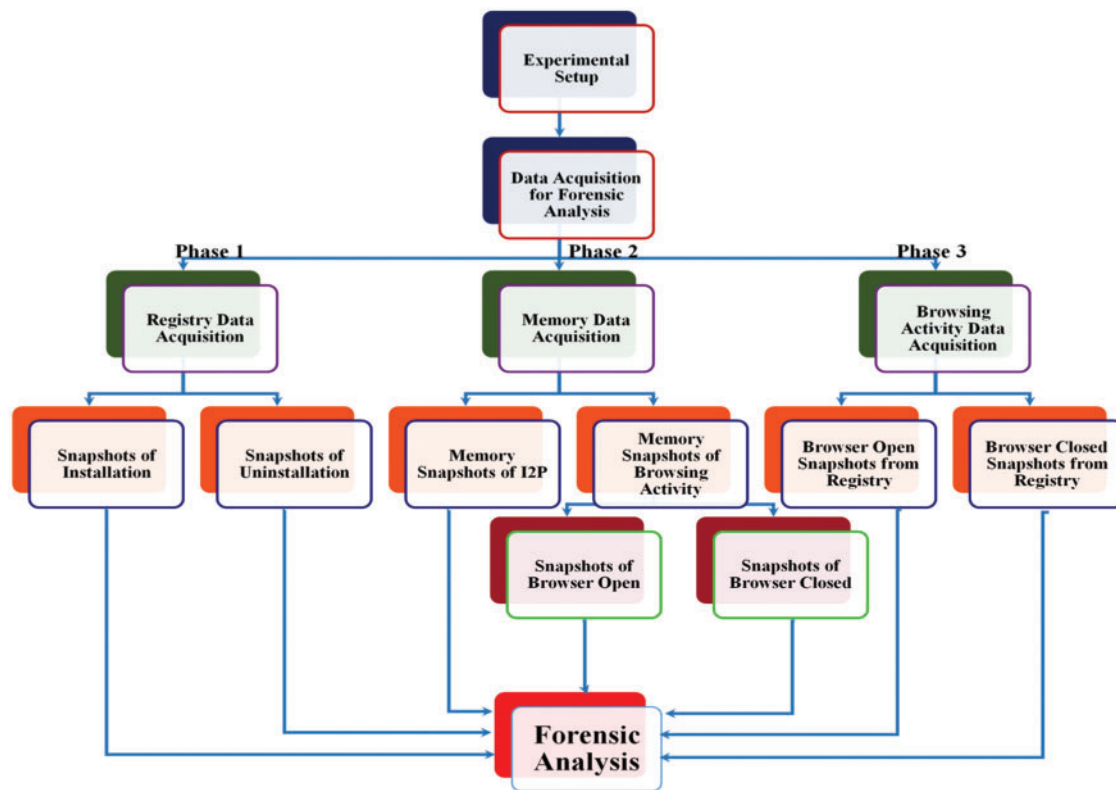 Experimental
Setup
Data Acquisition
for Forensic
Analysis
Phase 1
Phase 2
Phase 3
Registry Data
Acquisition
Memory Data
Acquisition
Browsing
Activity Data
Acquisition
Snapshots of
Installation
Snapshots of
Uninstallation
Memory
Snapshots of I2P
Memory
Snapshots of
Browsing
Activity
Browser Open
Snapshots from
Registry
Browser Closed
Snapshots from
Registry
Snapshots of
Browser Open
Snapshots of
Browser Closed
Forensic
Analysis